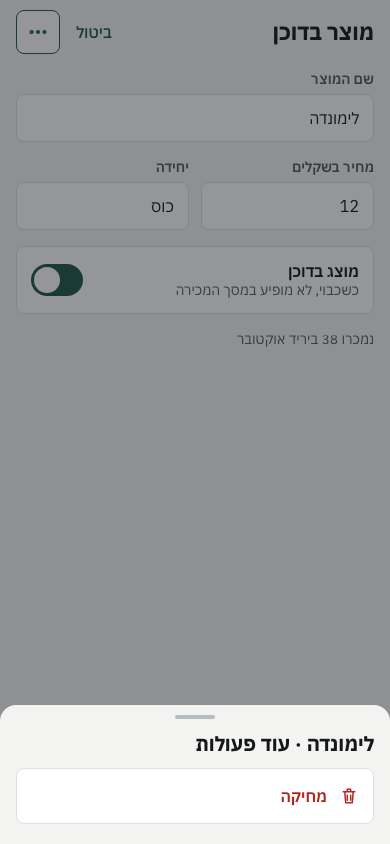 מוצר בדוכן
ביטול
שם המוצר
לימונדה
מחיר בשקלים
יחידה
12
כוס
מוצג בדוכן
כשכבוי, לא מופיע במסך המכירה
נמכרו 38 ביריד אוקטובר
לימונדה · עוד פעולות
מחיקה